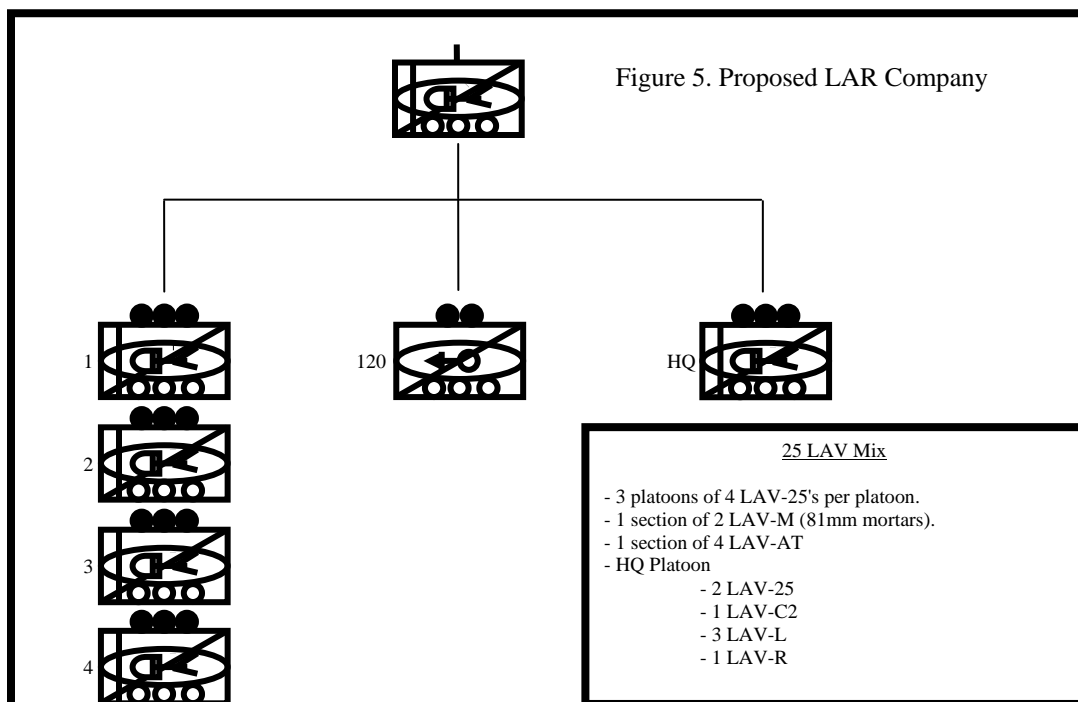 Figure 5. Proposed LAR Company
1
120
HQ
2
3
4
25 LAV Mix
- 3 platoons of 4 LAV-25's per platoon.
- 1 section of 2 LAV-M (81mm mortars).
- 1 section of 4 LAV-AT
- HQ Platoon
- 2 LAV-25
- 1 LAV-C2
- 3 LAV-L
- 1 LAV-R